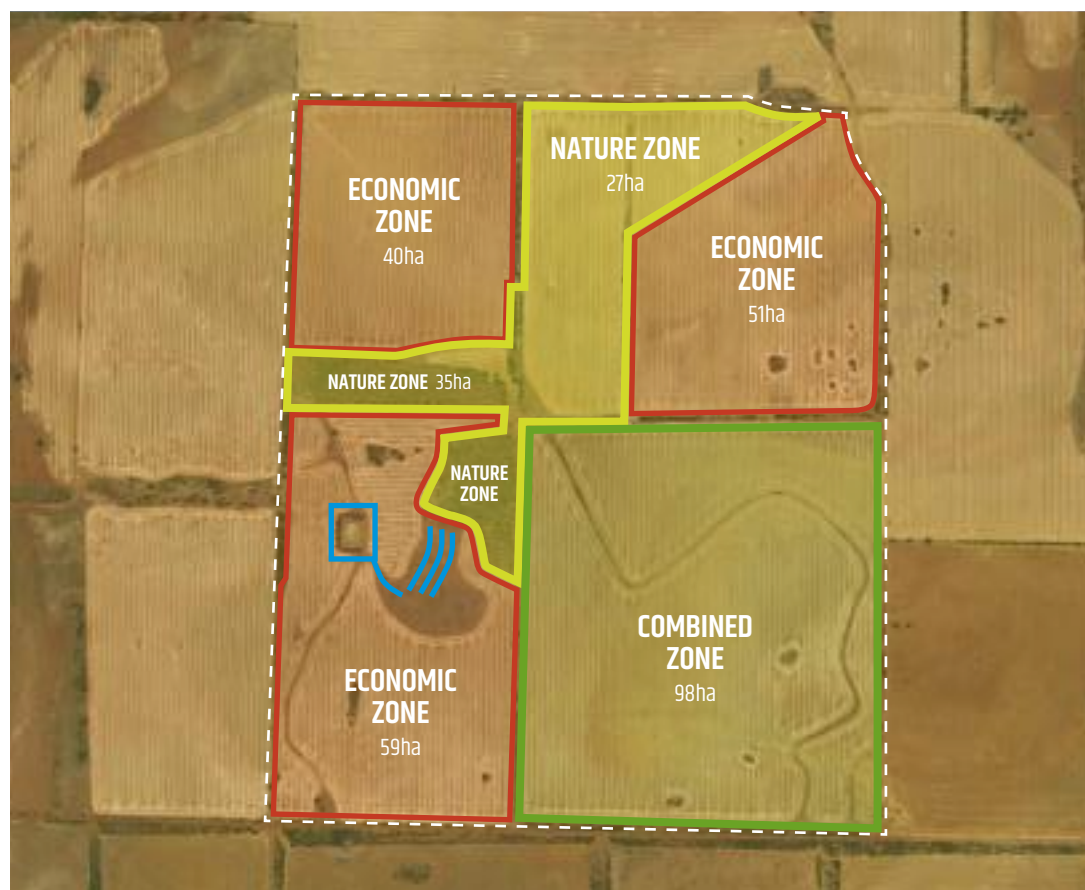 ECONOMIC
ZONE
40ha
NATURE ZONE
27ha
ECONOMIC
ZONE
51ha
NATURE ZONE 35ha
NATURE
ZONE
ECONOMIC
ZONE
59ha
COMBINED
ZONE
98ha